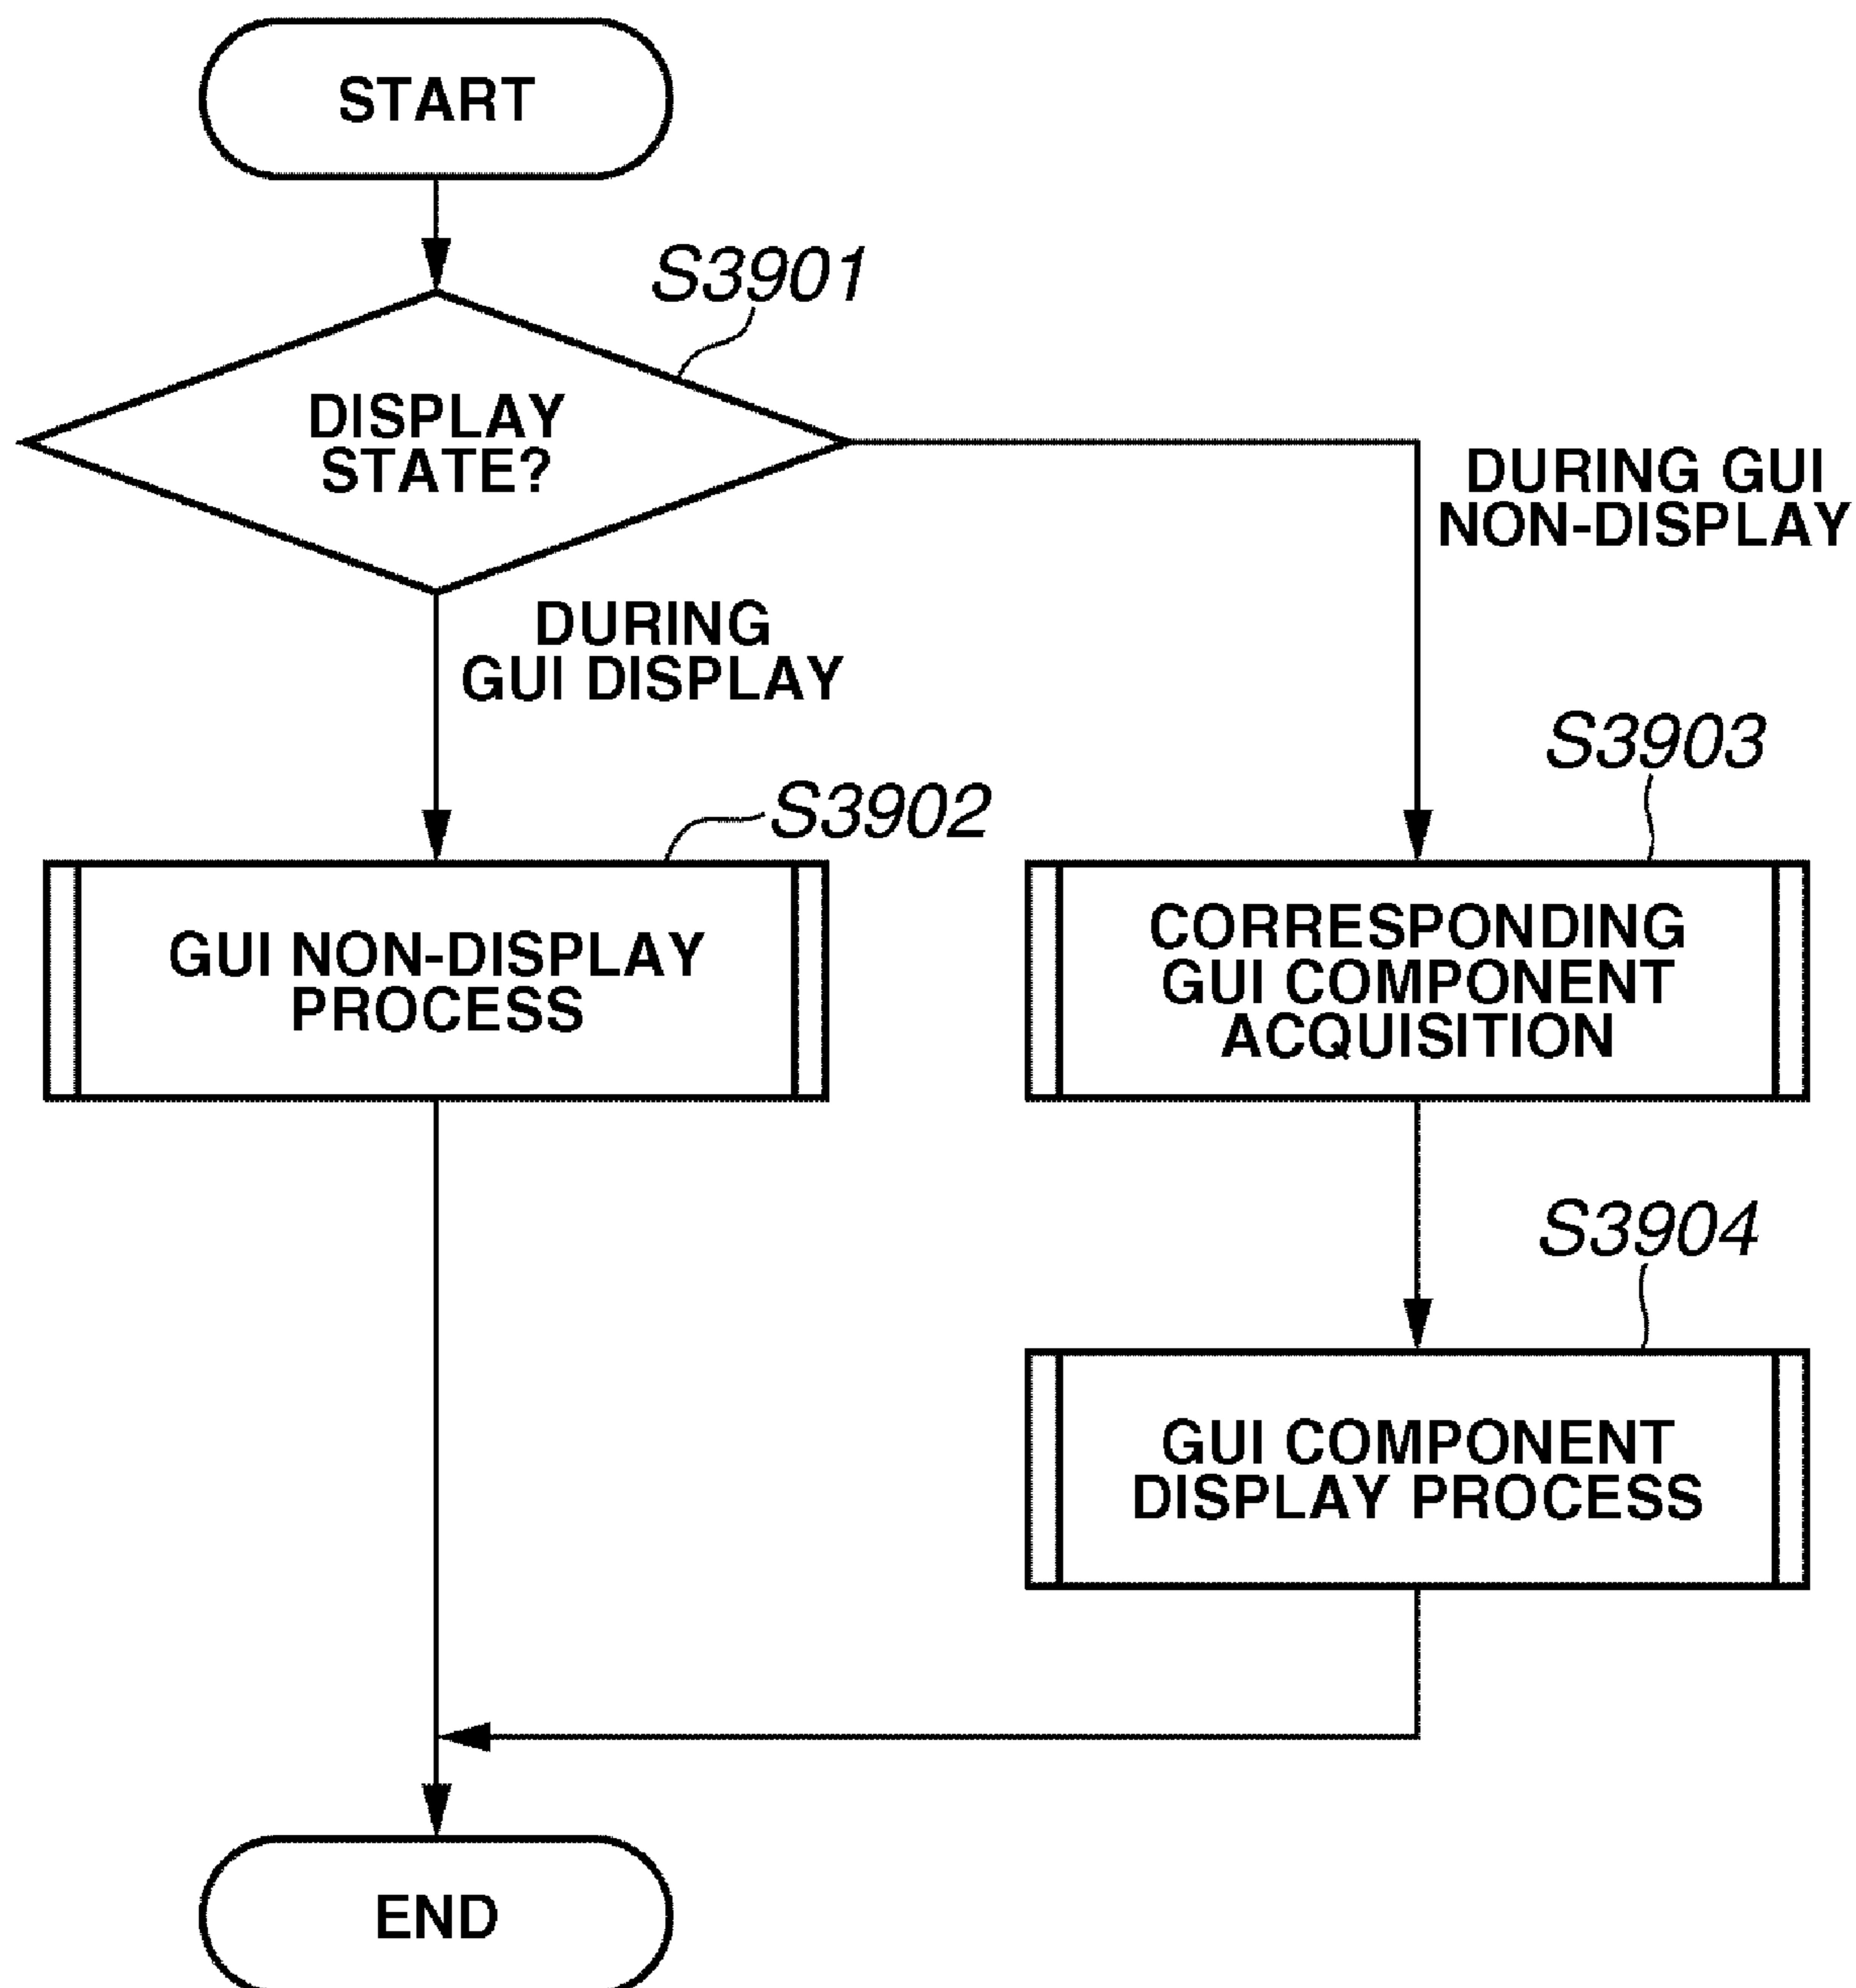 START
S3901
DISPLAY
STATE?
DURING GUI
NON-DISPLAY
DURING
GUI DISPLAY
S3902
S3903
GUI NON-DISPLAY
PROCESS
CORRESPONDING
GUI COMPONENT
ACQUISITION
S3904
GUI COMPONENT
DISPLAY PROCESS
END